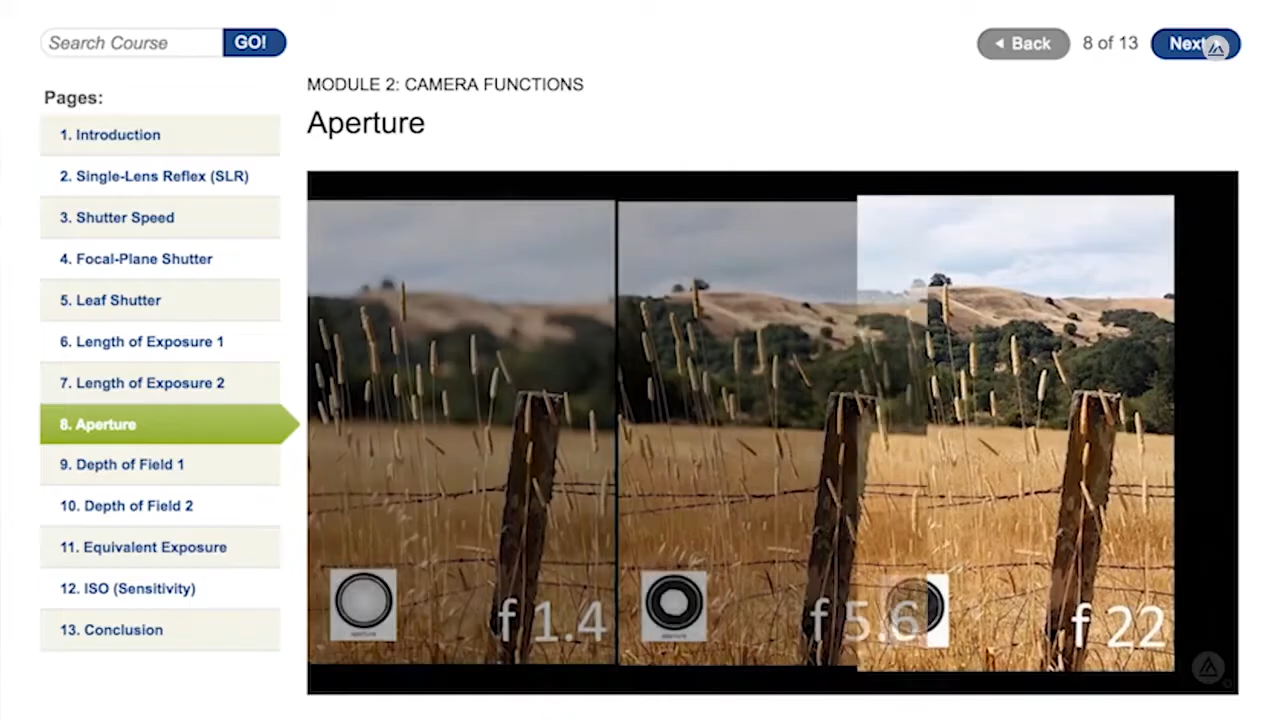 Search Course
GO!
Back
8 of 13
Next
Pages:
1. Introduction
2. Single-Lens Reflex (SLR)
3. Shutter Speed
4. Focal-Plane Shutter
5. Leaf Shutter
6. Length of Exposure 1
7. Length of Exposure 2
8. Aperture
9. Depth of Field 1
10. Depth of Field 2
11. Equivalent Exposure
12. ISO (Sensitivity)
13. Conclusion
MODULE 2: CAMERA FUNCTIONS
Aperture
aperture
f 1.4
aperture
f 5.6
f 22